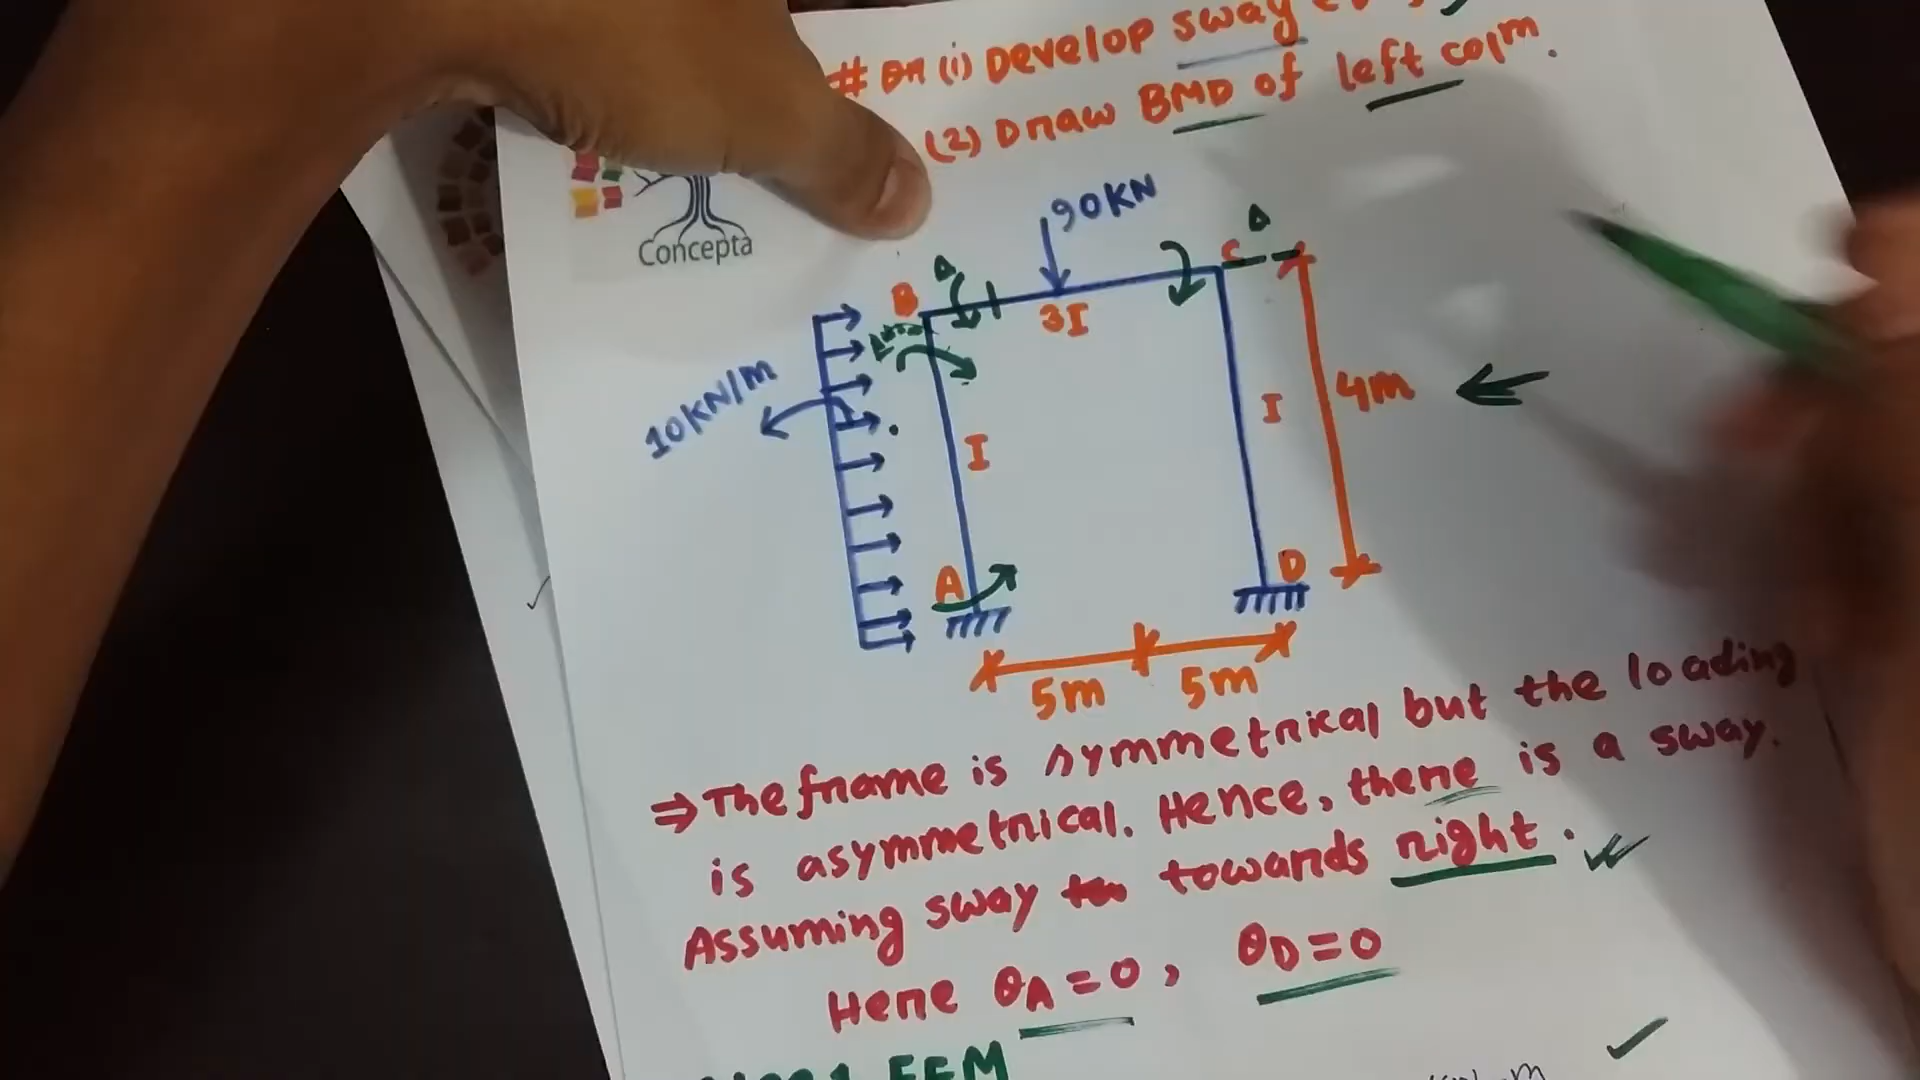 # Qn (i) Develop sway
(2) Draw BMD of left colm.
Concepta
90KN
Δ
C
Δ
B
3I
10KN/m
I
I
4m
A
D
5m
5m
⇒ The frame is symmetrical but the loading
is asymmetrical. Hence, there is a sway.
Assuming sway towards right.
Here θA = 0, θD = 0
FEM